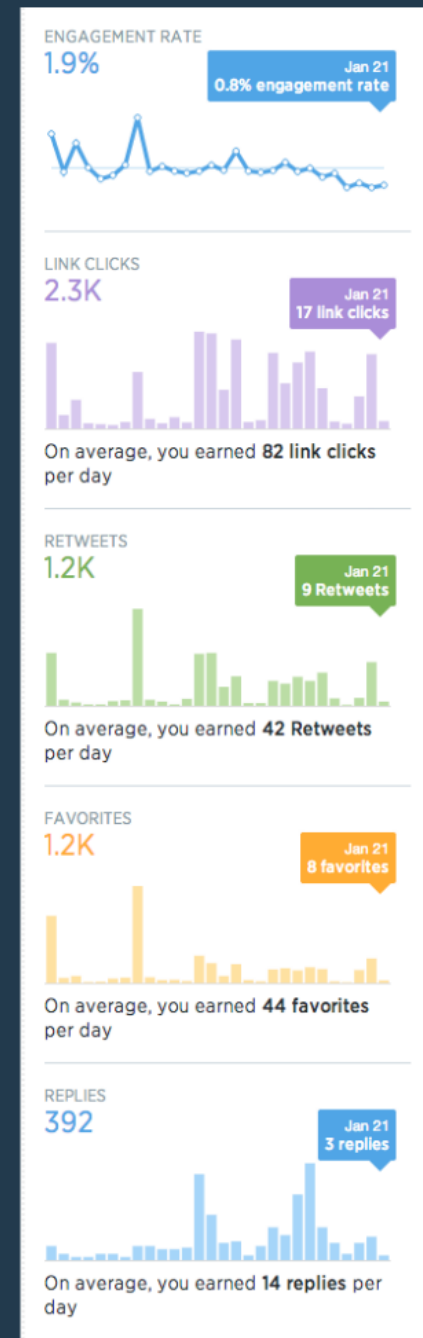 ENGAGEMENT RATE
1.9%
Jan 21
0.8% engagement rate
LINK CLICKS
2.3K
Jan 21
17 link clicks
On average, you earned 82 link clicks
per day
RETWEETS
1.2K
Jan 21
9 Retweets
On average, you earned 42 Retweets
per day
FAVORITES
1.2K
Jan 21
8 favorites
On average, you earned 44 favorites
per day
REPLIES
392
Jan 21
3 replies
On average, you earned 14 replies per
day